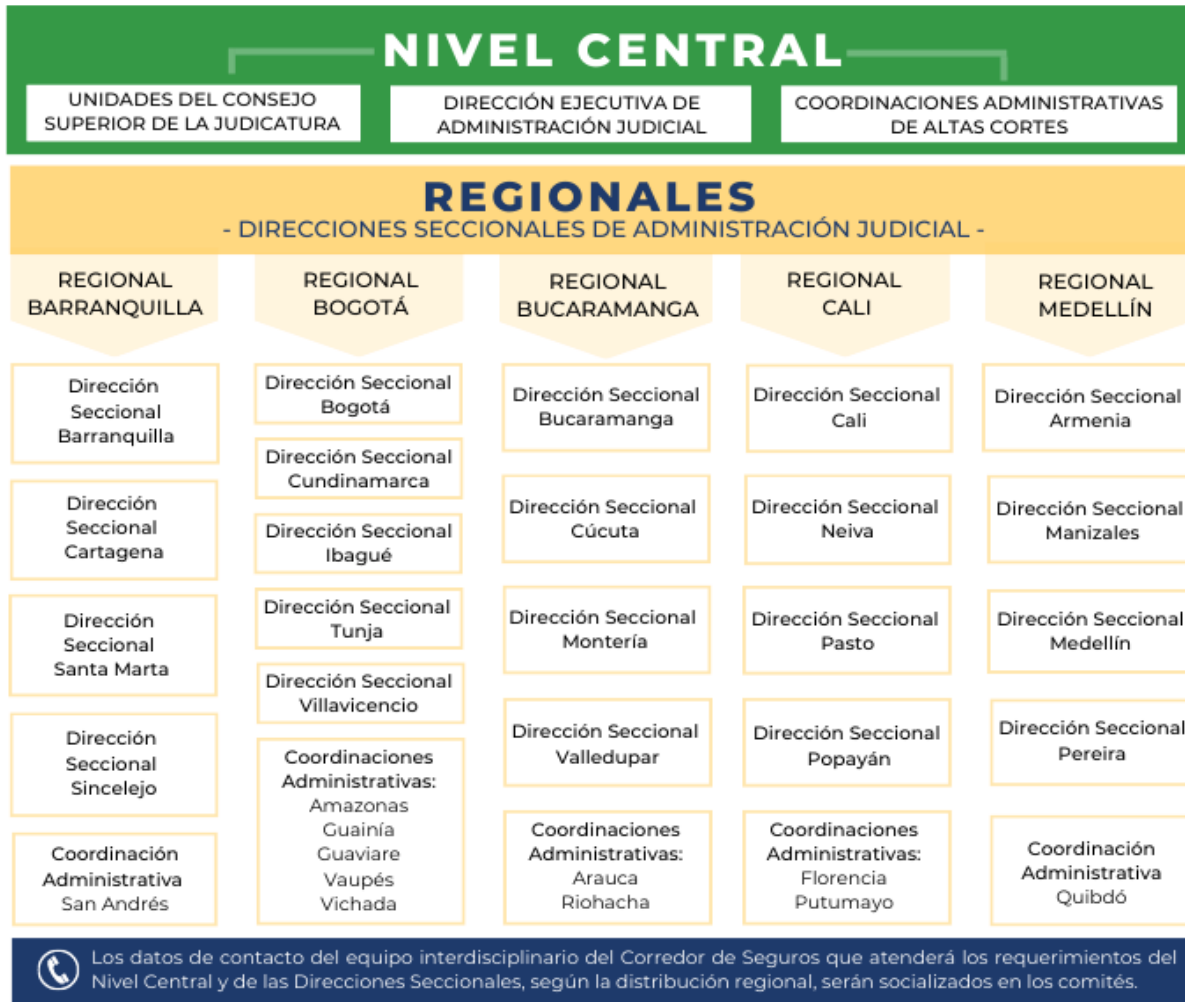 NIVEL CENTRAL
UNIDADES DEL CONSEJO
SUPERIOR DE LA JUDICATURA
DIRECCIÓN EJECUTIVA DE
ADMINISTRACIÓN JUDICIAL
COORDINACIONES ADMINISTRATIVAS
DE ALTAS CORTES
REGIONALES
- DIRECCIONES SECCIONALES DE ADMINISTRACIÓN JUDICIAL -
REGIONAL
BARRANQUILLA
Dirección
Seccional
Barranquilla
Dirección
Seccional
Cartagena
Dirección
Seccional
Santa Marta
Dirección
Seccional
Sincelejo
Coordinación
Administrativa
San Andrés
REGIONAL
BOGOTÁ
Dirección Seccional
Bogotá
Dirección Seccional
Cundinamarca
Dirección Seccional
Ibagué
Dirección Seccional
Tunja
Dirección Seccional
Villavicencio
Coordinaciones
Administrativas:
Amazonas
Guainía
Guaviare
Vaupés
Vichada
REGIONAL
BUCARAMANGA
Dirección Seccional
Bucaramanga
Dirección Seccional
Cúcuta
Dirección Seccional
Montería
Dirección Seccional
Valledupar
Coordinaciones
Administrativas:
Arauca
Riohacha
REGIONAL
CALI
Dirección Seccional
Cali
Dirección Seccional
Neiva
Dirección Seccional
Pasto
Dirección Seccional
Popayán
Coordinaciones
Administrativas:
Florencia
Putumayo
REGIONAL
MEDELLÍN
Dirección Seccional
Armenia
Dirección Seccional
Manizales
Dirección Seccional
Medellín
Dirección Seccional
Pereira
Coordinación
Administrativa
Quibdó
Los datos de contacto del equipo interdisciplinario del Corredor de Seguros que atenderá los requerimientos del
Nivel Central y de las Direcciones Seccionales, según la distribución regional, serán socializados en los comités.